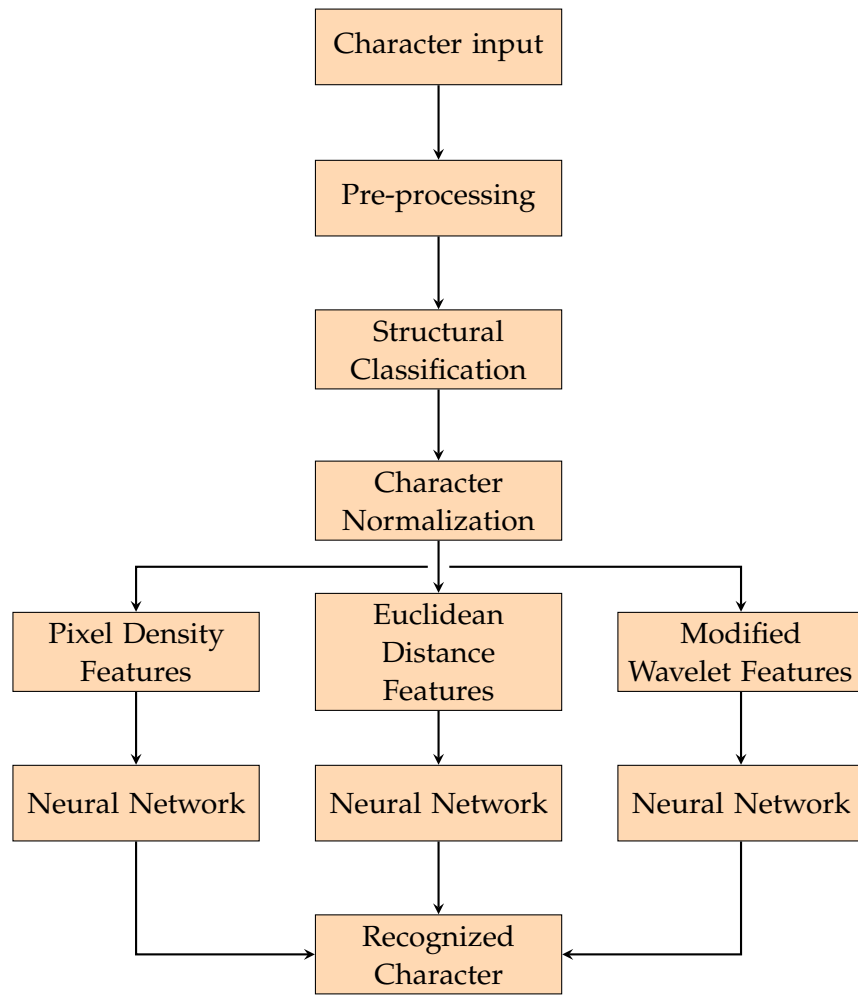 Character input
Pre-processing
Structural
Classification
Character
Normalization
Pixel Density
Features
Euclidean
Distance
Features
Modified
Wavelet Features
Neural Network
Neural Network
Neural Network
Recognized
Character